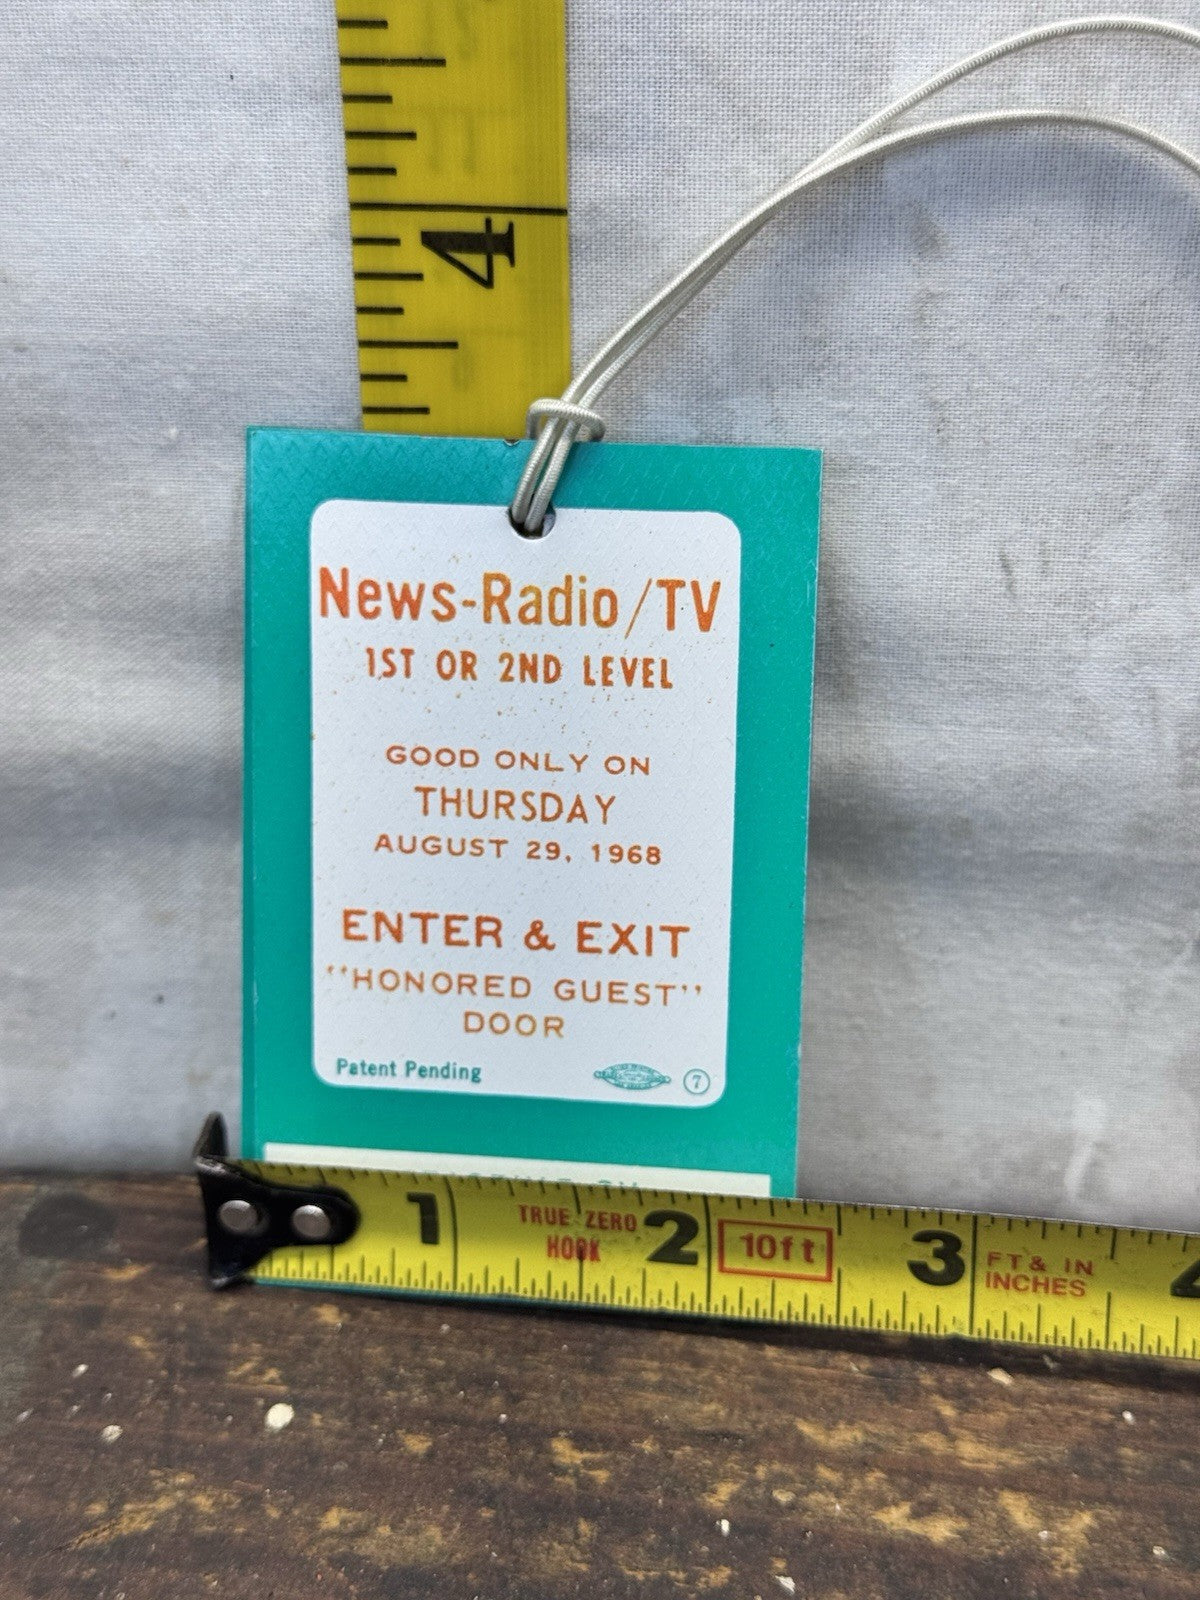 4
News-Radio/TV
1ST OR 2ND LEVEL
GOOD ONLY ON
THURSDAY
AUGUST 29, 1968
ENTER & EXIT
"HONORED GUEST"
DOOR
Patent Pending
7
1 TRUE ZERO HOOK 2 10ft 3 FT & IN INCHES 4